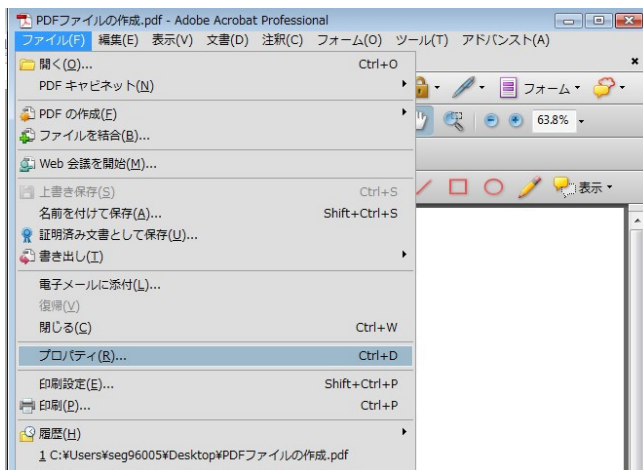 PDFファイルの作成.pdf - Adobe Acrobat Professional
ファイル(F) 編集(E) 表示(V) 文書(D) 注釈(C) フォーム(O) ツール(T) アドバンスト(A)
開く(O)... Ctrl+O
PDF キャビネット(N)
フォーム
PDF の作成(F)
63.8%
ファイルを結合(B)...
Web 会議を開始(M)...
上書き保存(S) Ctrl+S
表示
名前を付けて保存(A)... Shift+Ctrl+S
証明済み文書として保存(U)...
書き出し(T)
電子メールに添付(L)...
復帰(V)
閉じる(C) Ctrl+W
プロパティ(R)... Ctrl+D
印刷設定(E)... Shift+Ctrl+P
印刷(P)... Ctrl+P
履歴(H)
1 C:¥Users¥seg96005¥Desktop¥PDFファイルの作成.pdf